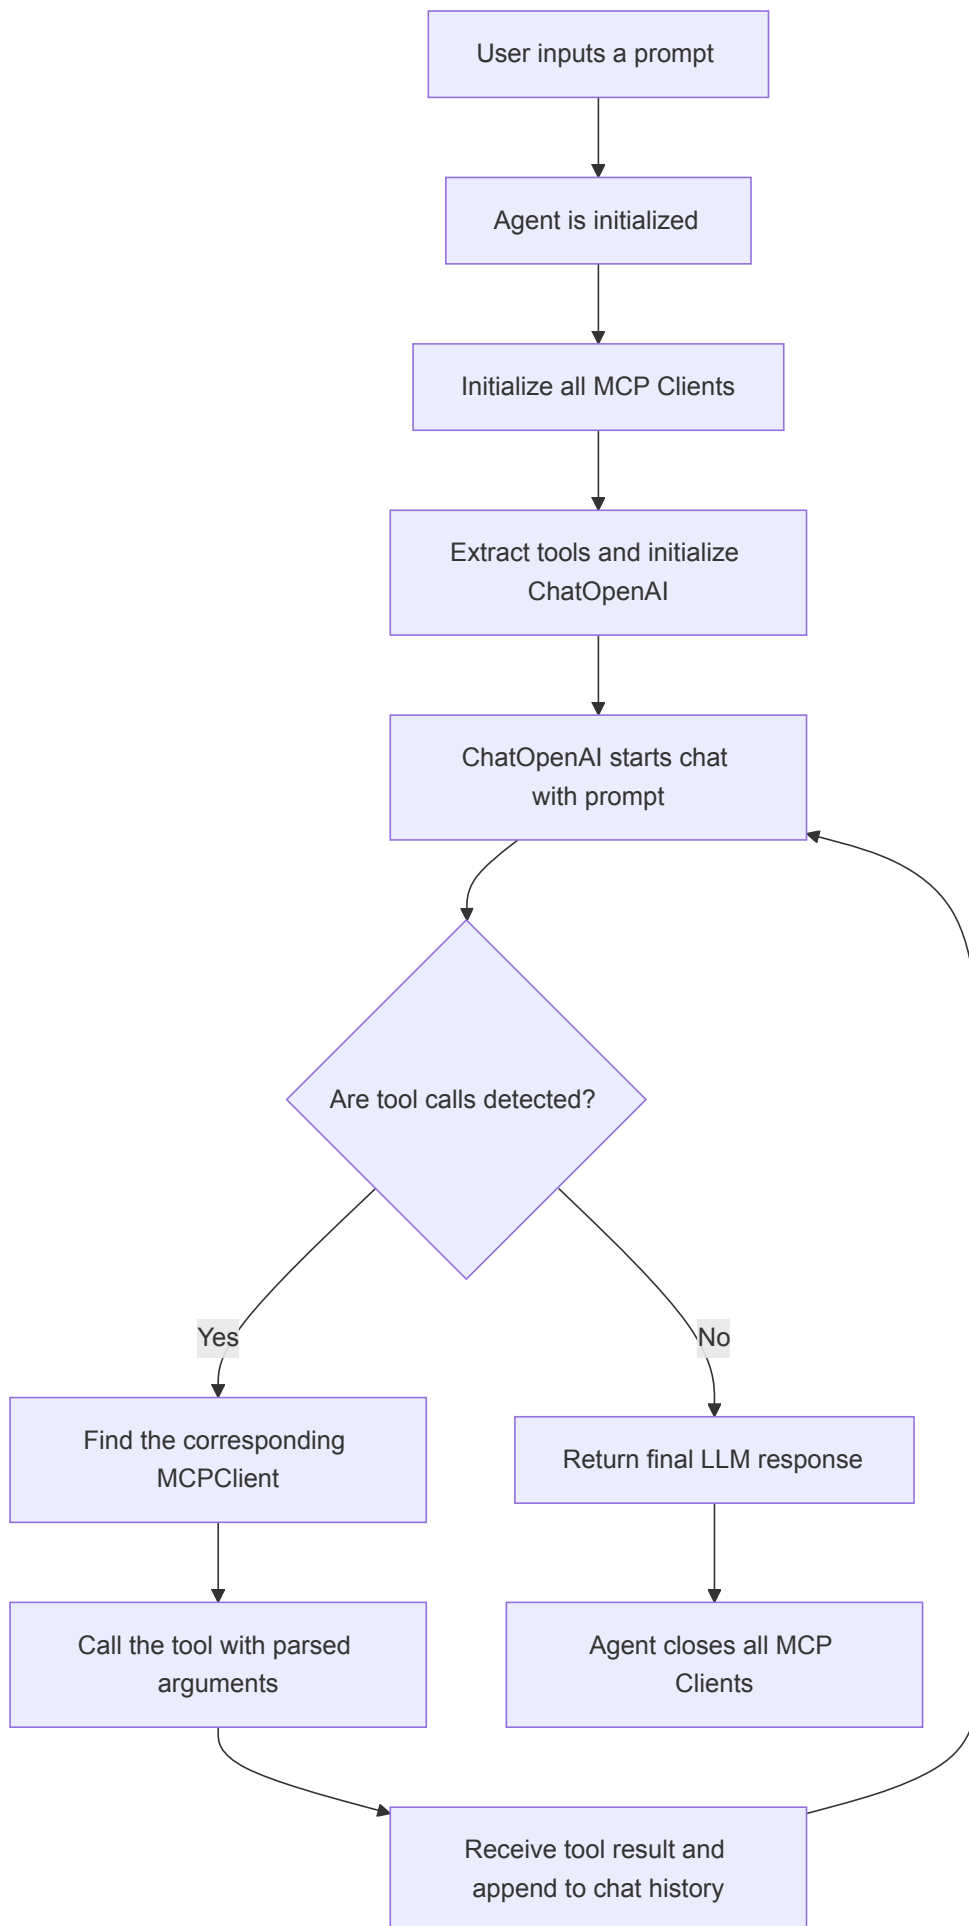 User inputs a prompt
Agent is initialized
Initialize all MCP Clients
Extract tools and initialize
ChatOpenAI
ChatOpenAI starts chat
with prompt
Are tool calls detected?
Yes
No
Find the corresponding
MCPClient
Return final LLM response
Call the tool with parsed
arguments
Agent closes all MCP
Clients
Receive tool result and
append to chat history